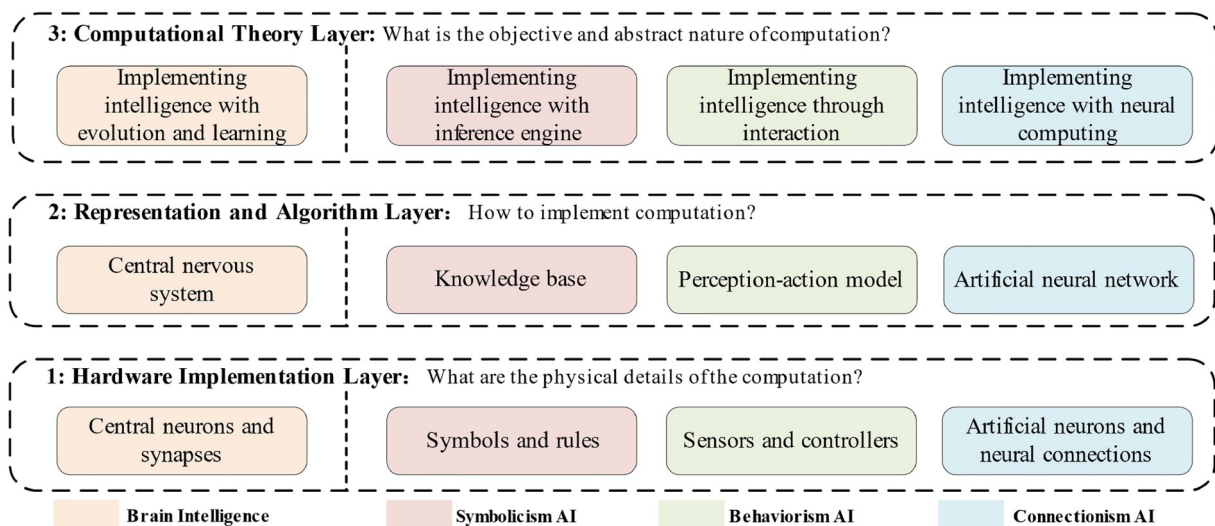 3: Computational Theory Layer: What is the objective and abstract nature of computation?
Implementing
intelligence with
evolution and learning
Implementing
intelligence with
inference engine
Implementing
intelligence through
interaction
Implementing
intelligence with neural
computing
2: Representation and Algorithm Layer: How to implement computation?
Central nervous
system
Knowledge base
Perception-action model
Artificial neural network
1: Hardware Implementation Layer: What are the physical details of the computation?
Central neurons and
synapses
Symbols and rules
Sensors and controllers
Artificial neurons and
neural connections
Brain Intelligence
Symbolicism AI
Behaviorism AI
Connectionism AI